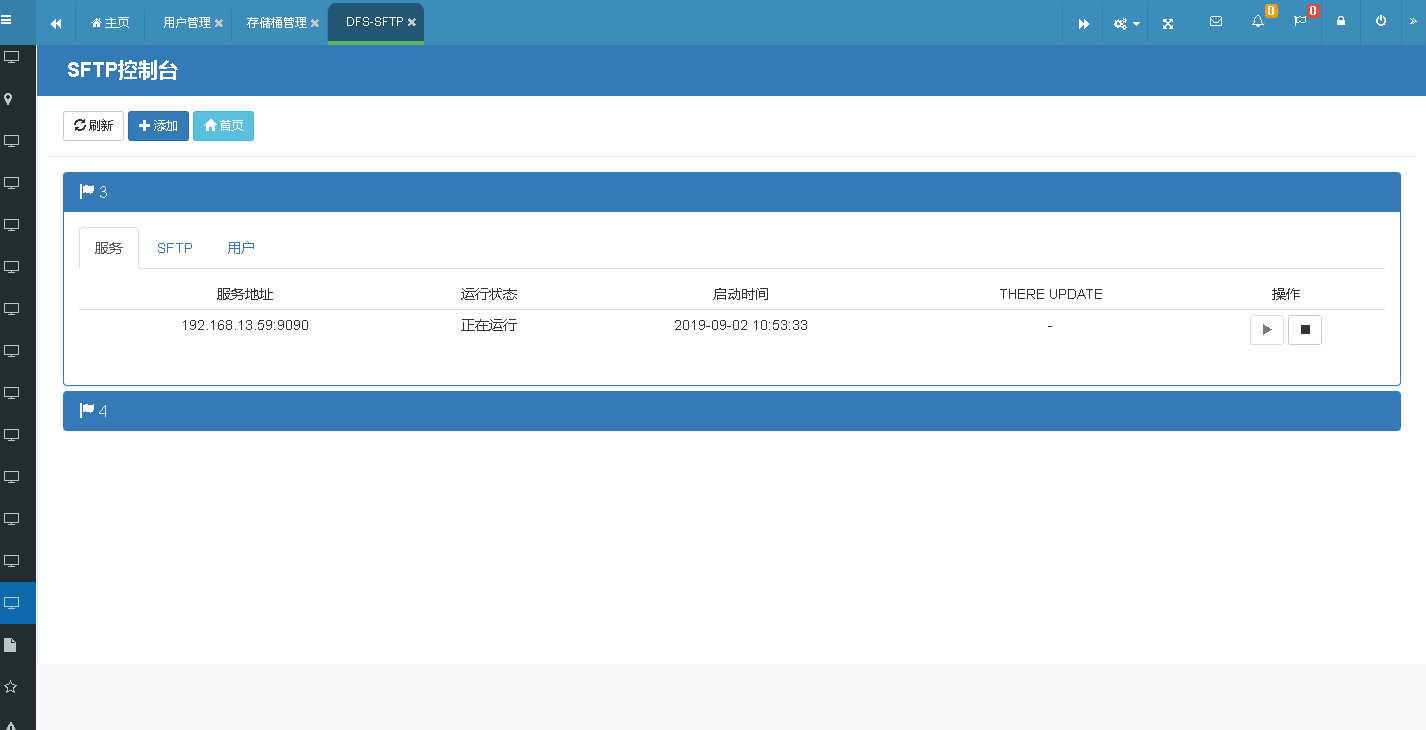 主页 用户管理 存储桶管理 DFS-SFTP 0 0
SFTP控制台
刷新 添加 首页
3
服务 SFTP 用户
服务地址 运行状态 启动时间 THERE UPDATE 操作
192.168.13.59:9090 正在运行 2019-09-02 10:53:33 -
4